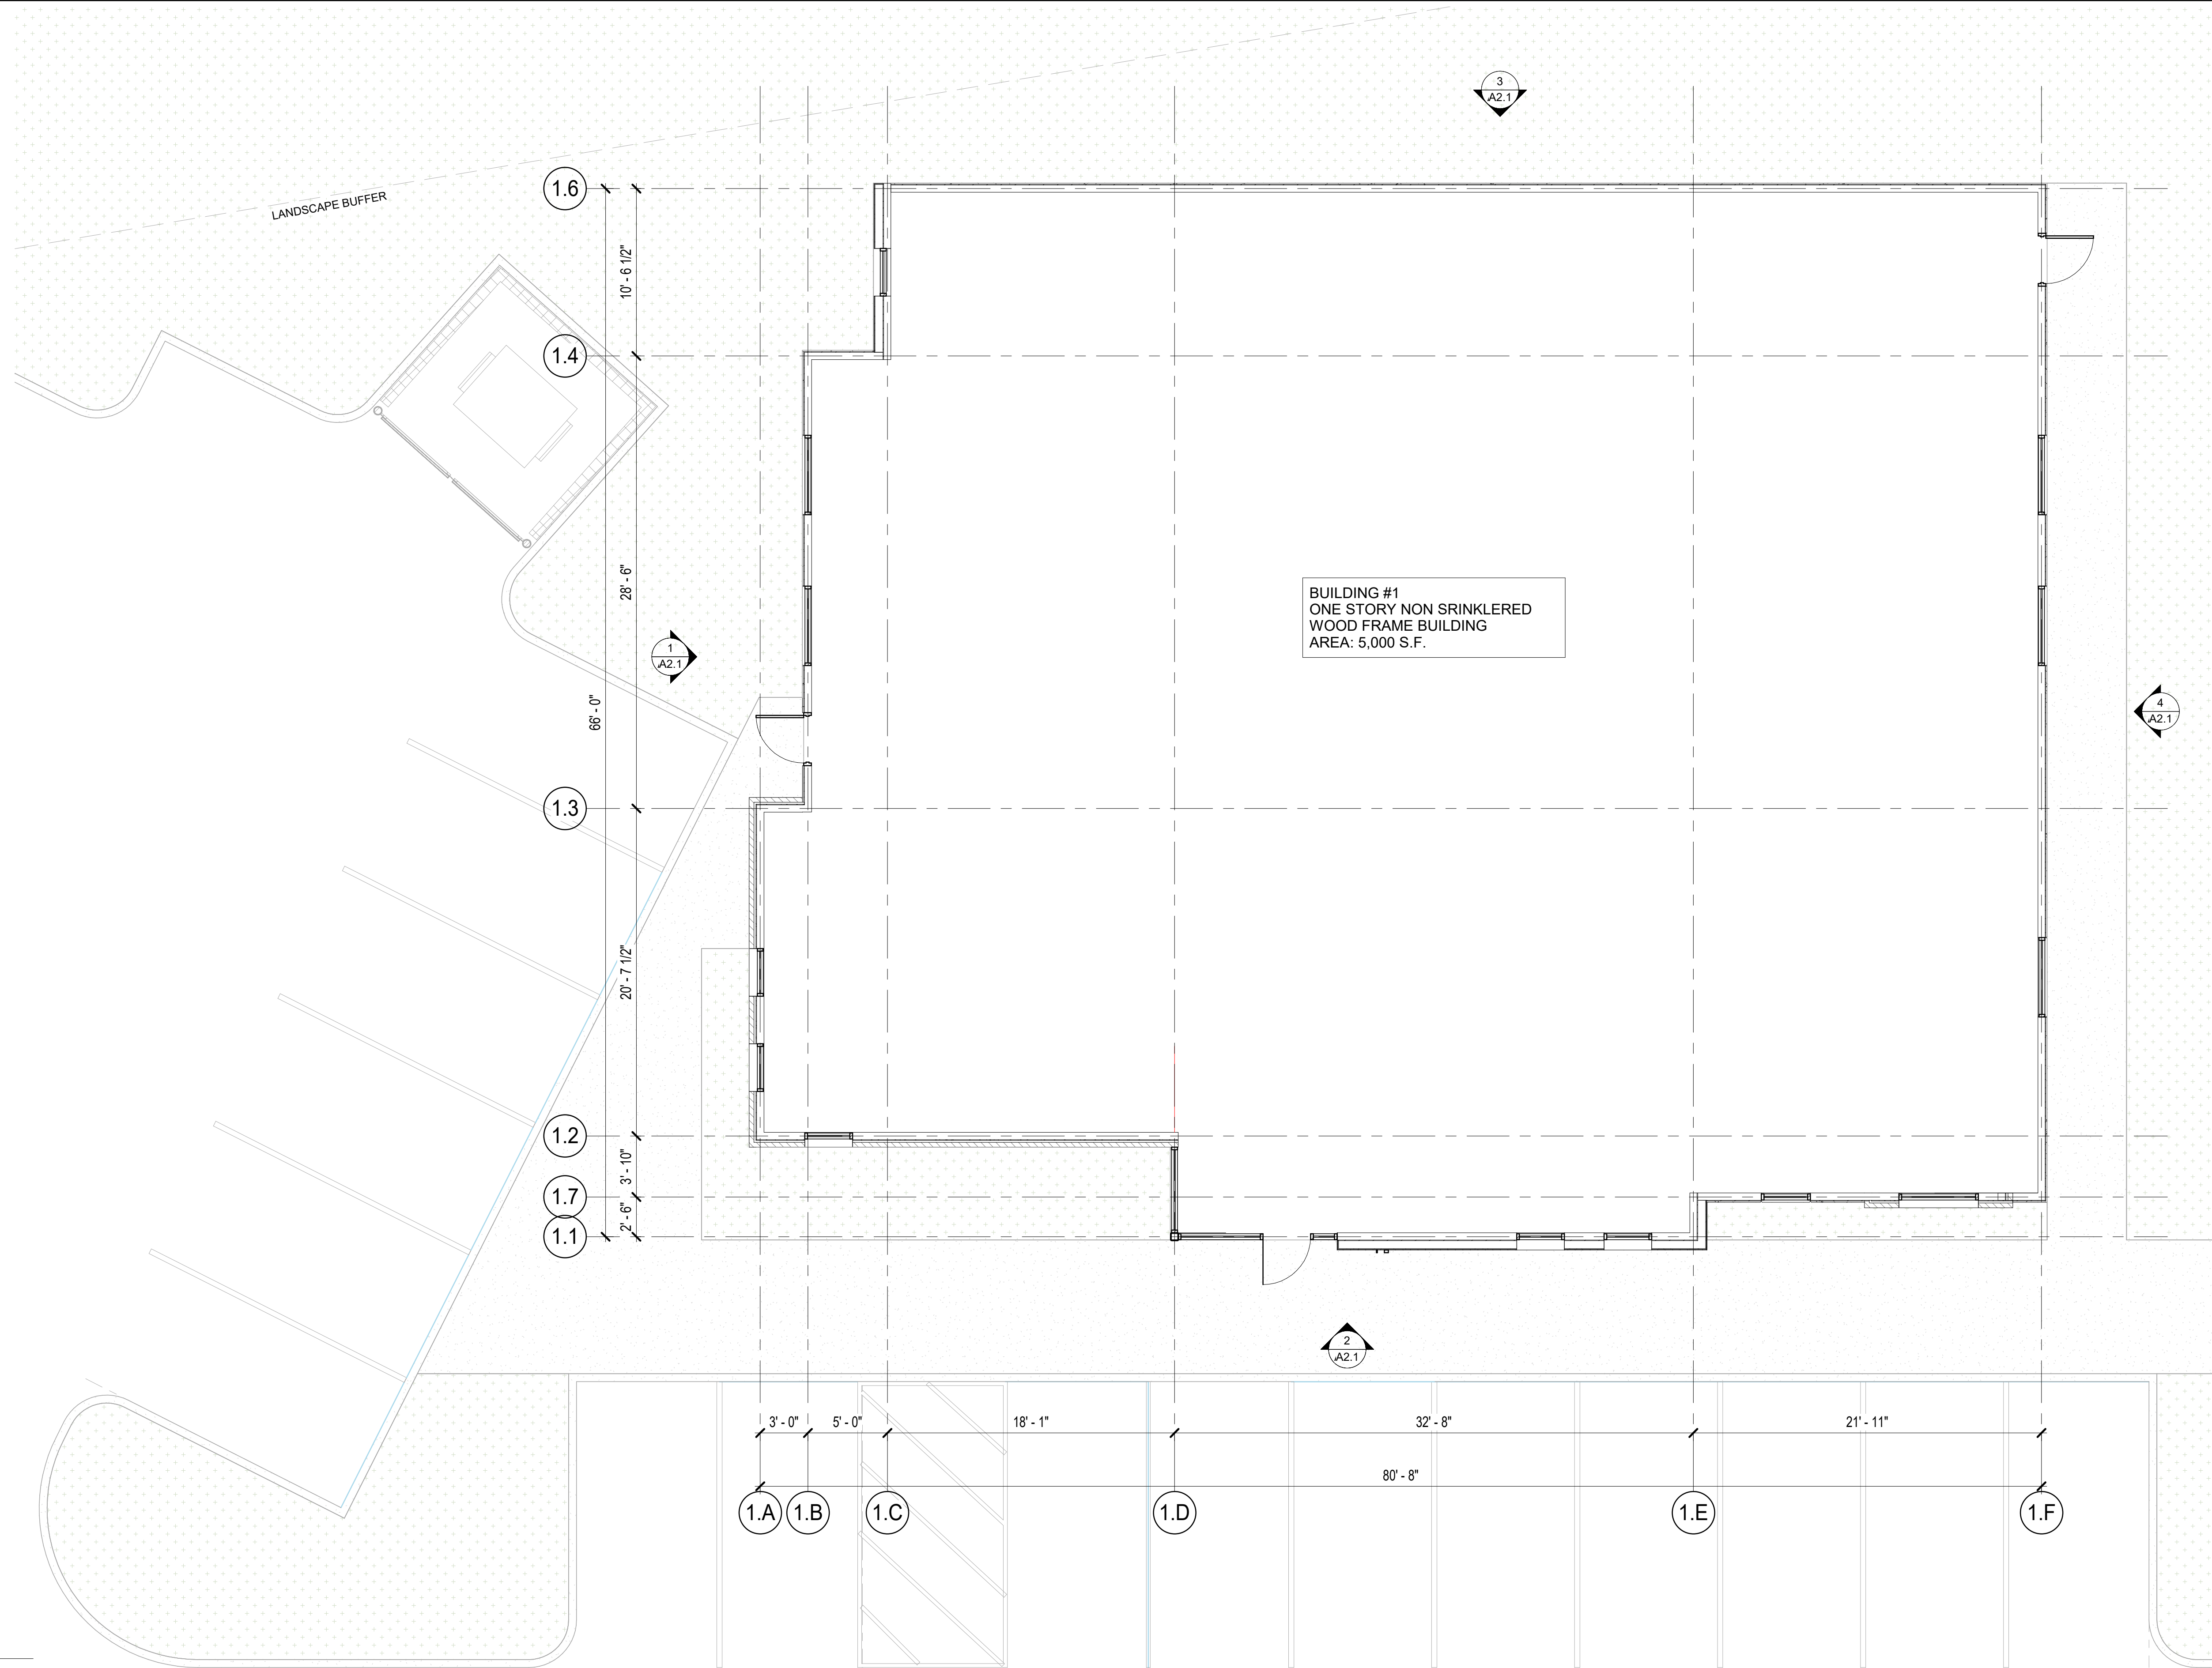 3
A2.1
1.6
LANDSCAPE BUFFER
10' - 6 1/2"
1.4
28' - 6"
BUILDING #1
ONE STORY NON SRINKLERED
WOOD FRAME BUILDING
AREA: 5,000 S.F.
1
A2.1
66' - 0"
4
A2.1
1.3
20' - 7 1/2"
1.2
3' - 10"
1.7
2' - 6"
1.1
2
A2.1
3' - 0"
5' - 0"
18' - 1"
32' - 8"
21' - 11"
80' - 8"
1.A
1.B
1.C
1.D
1.E
1.F